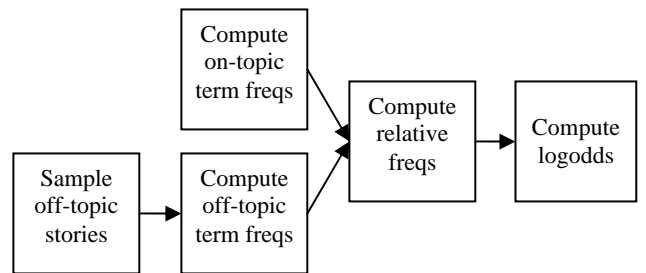 Compute
on-topic
term freqs
Compute
relative
freqs
Compute
logodds
Sample
off-topic
stories
Compute
off-topic
term freqs